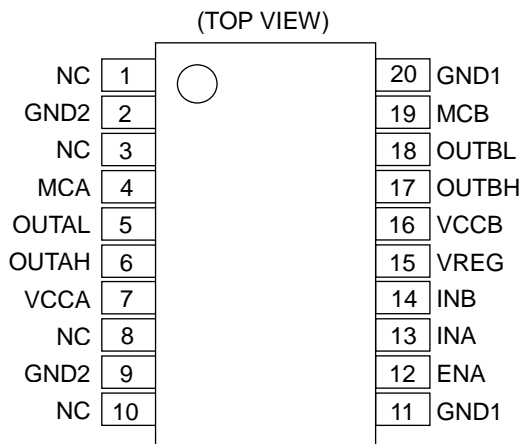 (TOP VIEW)
NC 1 20 GND1
GND2 2 19 MCB
NC 3 18 OUTBL
MCA 4 17 OUTBH
OUTAL 5 16 VCCB
OUTAH 6 15 VREG
VCCA 7 14 INB
NC 8 13 INA
GND2 9 12 ENA
NC 10 11 GND1